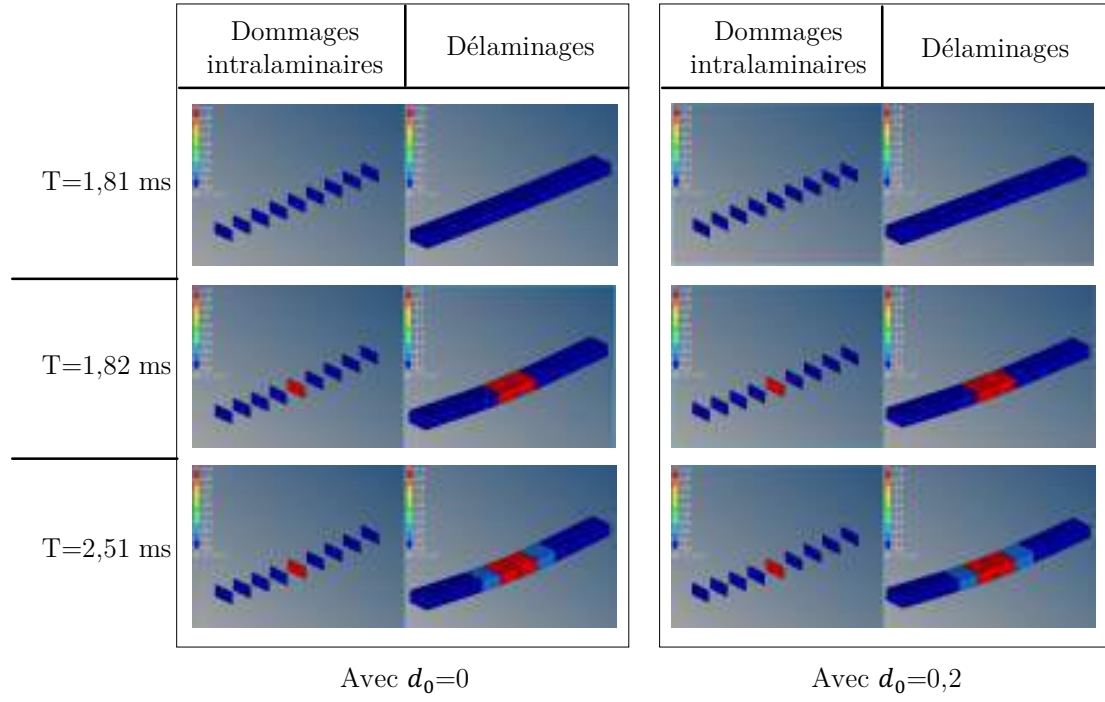 Dommages
intralaminaires
Délaminages
Dommages
intralaminaires
Délaminages
T=1,81 ms
T=1,82 ms
T=2,51 ms
Avec d₀=0
Avec d₀=0,2